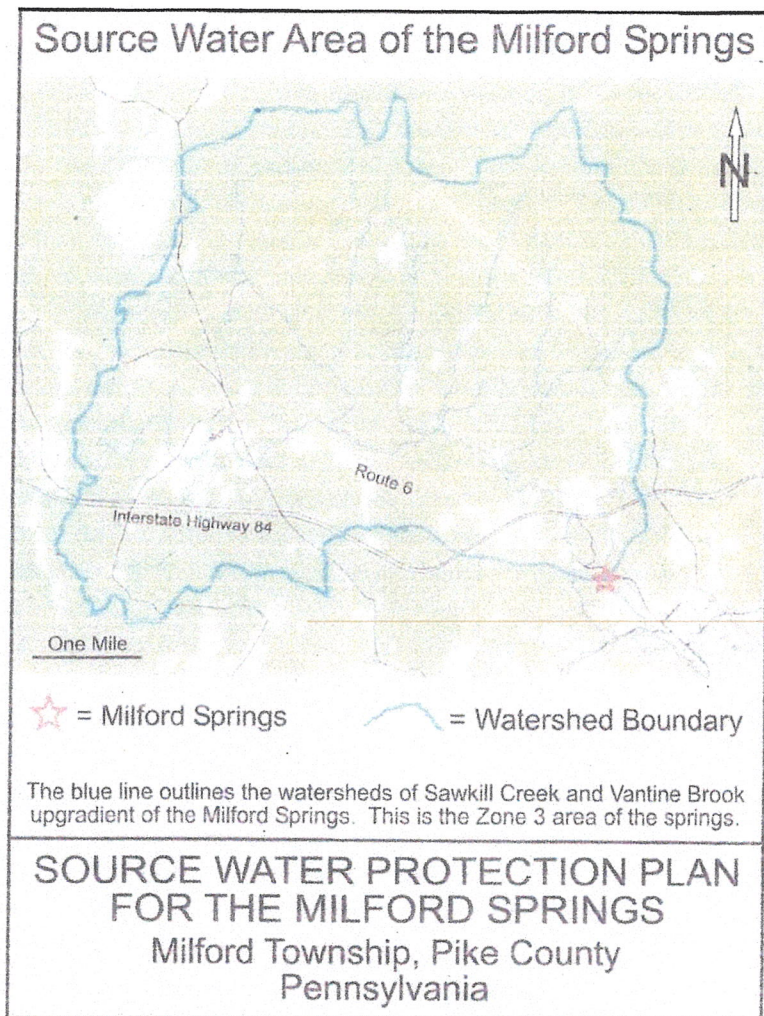 Source Water Area of the Milford Springs
N
Route 6
Interstate Highway 84
One Mile
= Milford Springs
= Watershed Boundary
The blue line outlines the watersheds of Sawkill Creek and Vantine Brook
upgradient of the Milford Springs. This is the Zone 3 area of the springs.
SOURCE WATER PROTECTION PLAN
FOR THE MILFORD SPRINGS
Milford Township, Pike County
Pennsylvania